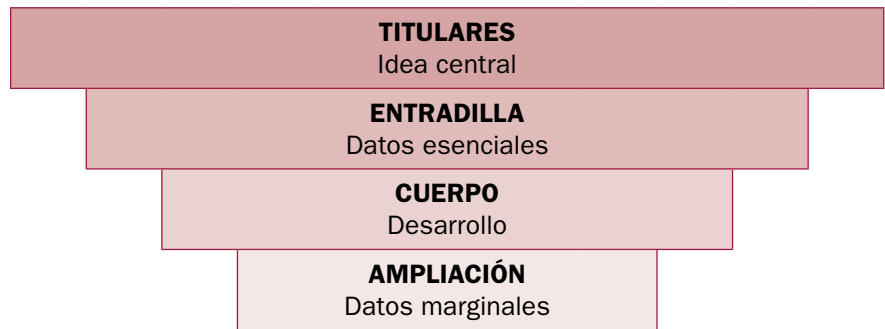 TITULARES
Idea central
ENTRADILLA
Datos esenciales
CUERPO
Desarrollo
AMPLIACIÓN
Datos marginales